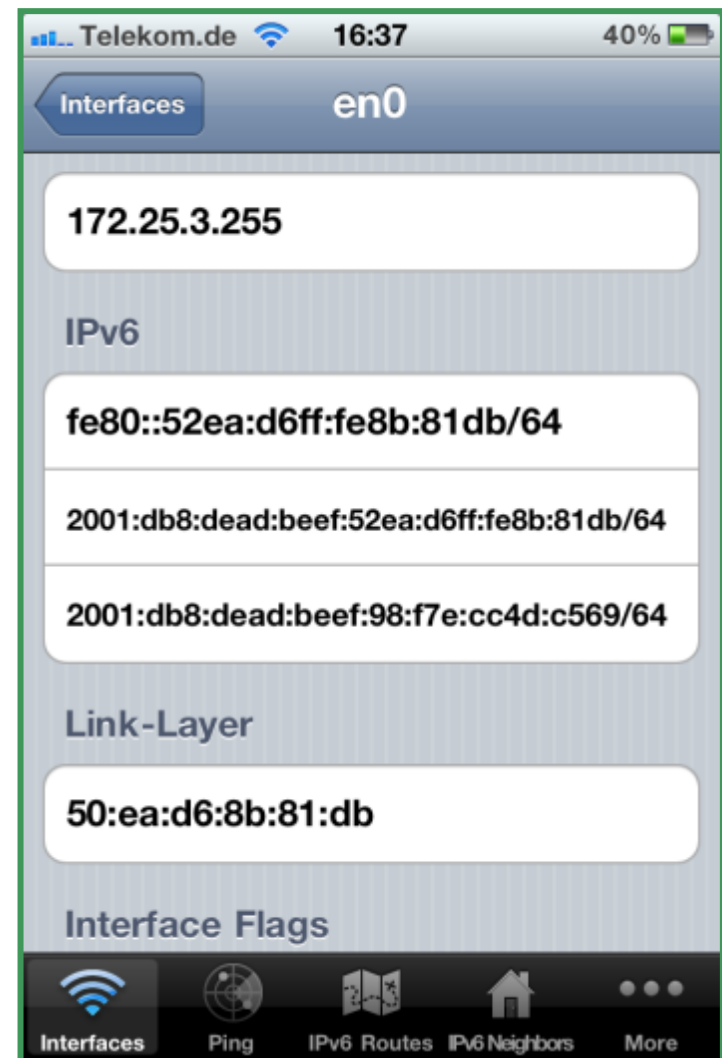 Telekom.de 16:37 40%
Interfaces en0
172.25.3.255
IPv6
fe80::52ea:d6ff:fe8b:81db/64
2001:db8:dead:beef:52ea:d6ff:fe8b:81db/64
2001:db8:dead:beef:98:f7e:cc4d:c569/64
Link-Layer
50:ea:d6:8b:81:db
Interface Flags
Interfaces Ping IPv6 Routes IPv6 Neighbors More